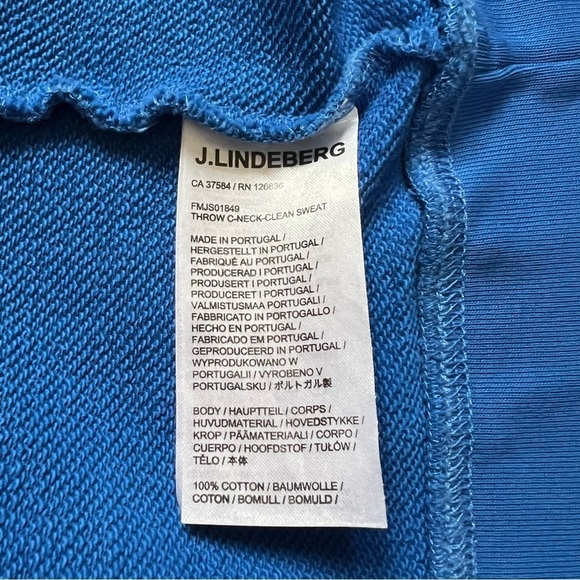 J.LINDEBERG
CA 37584 / RN 126836
FMJS01849
THROW C-NECK-CLEAN SWEAT
MADE IN PORTUGAL /
HERGESTELLT IN PORTUGAL /
FABRIQUÉ AU PORTUGAL /
PRODUCERAD I PORTUGAL /
PRODUSERT I PORTUGAL /
PRODUCERET I PORTUGAL /
VALMISTUSMAA PORTUGALI /
FABBRICATO IN PORTOGALLO /
HECHO EN PORTUGAL /
FABRICADO EM PORTUGAL /
GEPRODUCEERD IN PORTUGAL /
WYPRODUKOWANO W
PORTUGALII / VYROBENO V
PORTUGALSKU / ポルトガル製
BODY / HAUPTTEIL / CORPS /
HUVUDMATERIAL / HOVEDSTYKKE /
KROP / PÄÄMATERIAALI / CORPO /
CUERPO / HOOFDSTOF / TUŁÓW /
TĚLO / 本体
100% COTTON / BAUMWOLLE /
COTON / BOMULL / BOMULD /